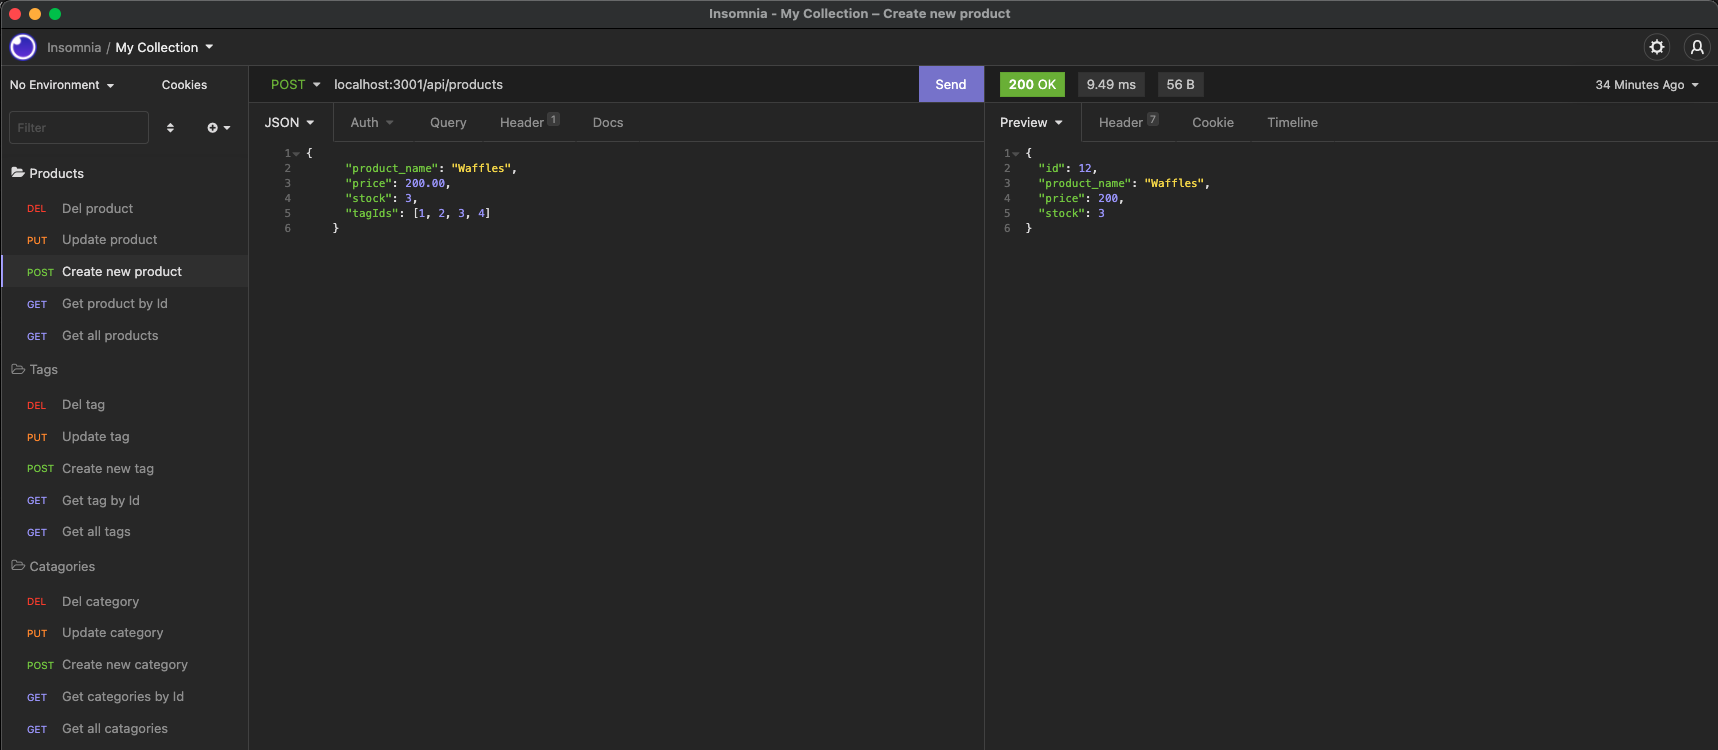 Insomnia - My Collection – Create new product
Insomnia / My Collection
No Environment
Cookies
Filter
Products
DEL Del product
PUT Update product
POST Create new product
GET Get product by Id
GET Get all products
Tags
DEL Del tag
PUT Update tag
POST Create new tag
GET Get tag by Id
GET Get all tags
Catagories
DEL Del category
PUT Update category
POST Create new category
GET Get categories by Id
GET Get all catagories
POST localhost:3001/api/products Send
JSON Auth Query Header 1 Docs
1 {
2 "product_name": "Waffles",
3 "price": 200.00,
4 "stock": 3,
5 "tagIds": [1, 2, 3, 4]
6 }
200 OK 9.49 ms 56 B 34 Minutes Ago
Preview Header 7 Cookie Timeline
1 {
2 "id": 12,
3 "product_name": "Waffles",
4 "price": 200,
5 "stock": 3
6 }